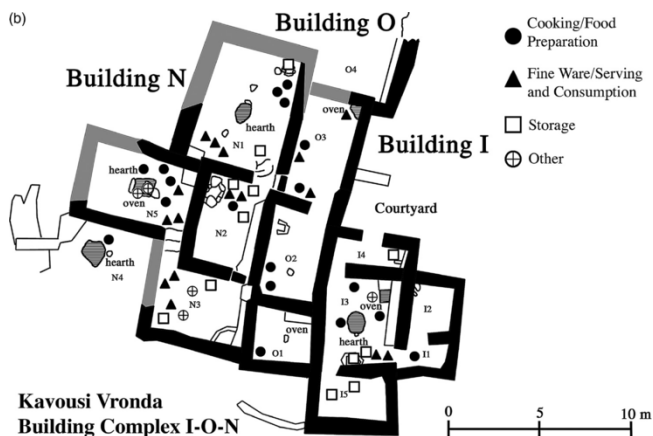 (b)
Building O
Building N
Building I
Cooking/Food
Preparation
Fine Ware/Serving
and Consumption
Storage
Other
O4
oven
hearth
N1
O3
Courtyard
hearth
oven
N5
N2
hearth
N4
N3
O2
I4
I3
oven
I2
oven
hearth
O1
I1
I5
Kavousi Vronda
Building Complex I-O-N
0 5 10 m